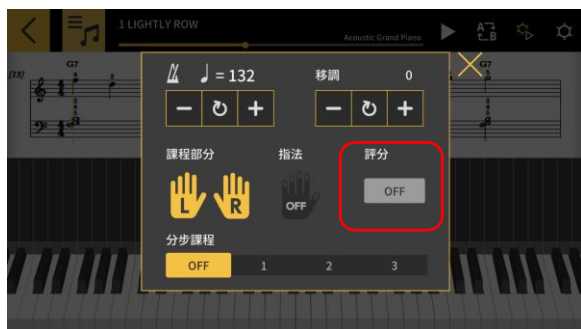 1 LIGHTLY ROW
Acoustic Grand Piano
A
B
[13]
G7
G7
♩ = 132
移調
0
− ↻ +
− ↻ +
課程部分
指法
評分
L
R
OFF
OFF
分步課程
OFF 1 2 3